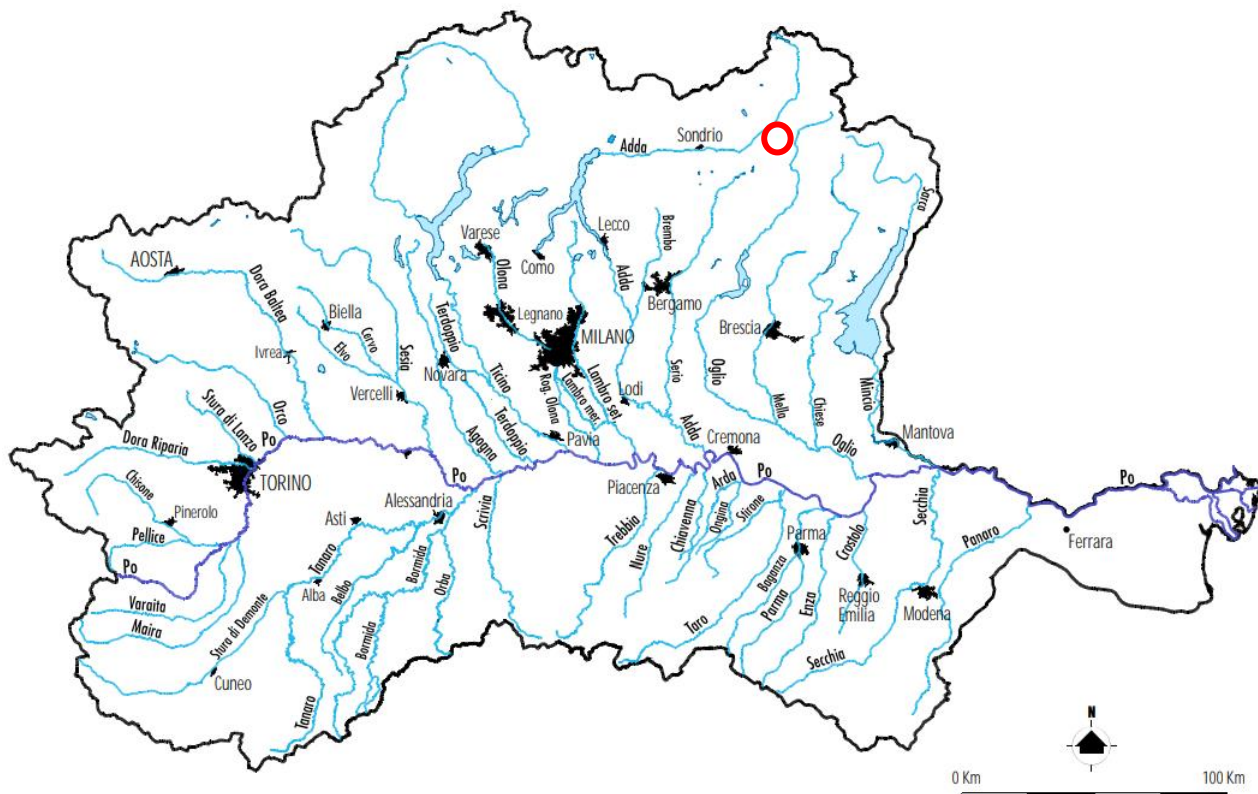 Adda
Sondrio
Sarca
Varese
Olona
Como
Lecco
Adda
Brembo
Bergamo
AOSTA
Dora Baltea
Biella
Cervo
Elvo
Ivrea
Sesia
Terdoppio
Legnano
MILANO
Brescia
Novara
Ticino
Rog. Olona
Lambro mer.
Lambro set.
Lodi
Serio
Oglio
Mella
Chiese
Mincio
Vercelli
Orco
Stura di Lanzo
Agogna
Terdoppio
Pavia
Adda
Cremona
Oglio
Mantova
Dora Riparia
Po
TORINO
Po
Po
Po
Chisone
Pinerolo
Pellice
Po
Asti
Alessandria
Scrivia
Piacenza
Trebbia
Nure
Chiavenna
Arda
Ongina
Stirone
Parma
Crostolo
Secchia
Panaro
Ferrara
Tanaro
Alba
Belbo
Bormida
Orba
Bormida
Varaita
Maira
Stura di Demonte
Cuneo
Tanaro
Taro
Baganza
Parma
Enza
Reggio
Emilia
Modena
Secchia
N
0 Km
100 Km